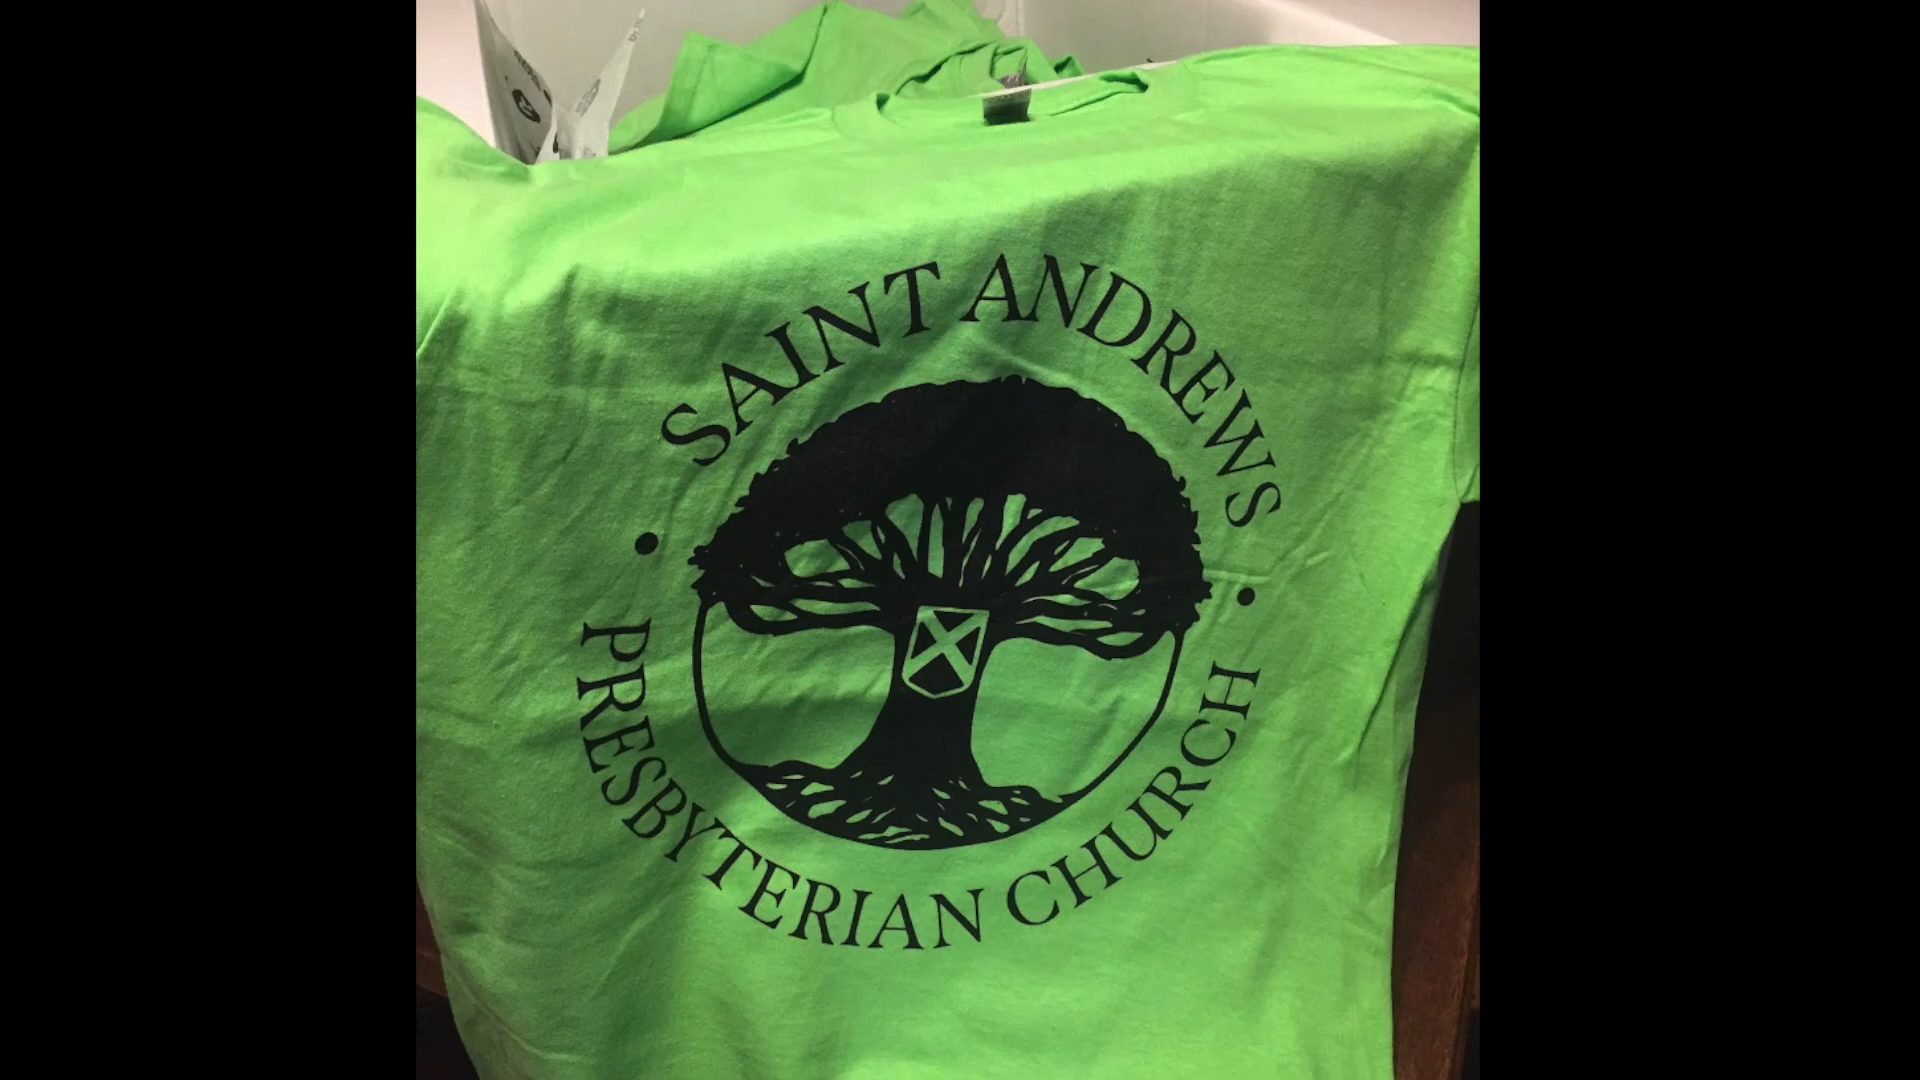 SAINT ANDREWS
• PRESBYTERIAN CHURCH •